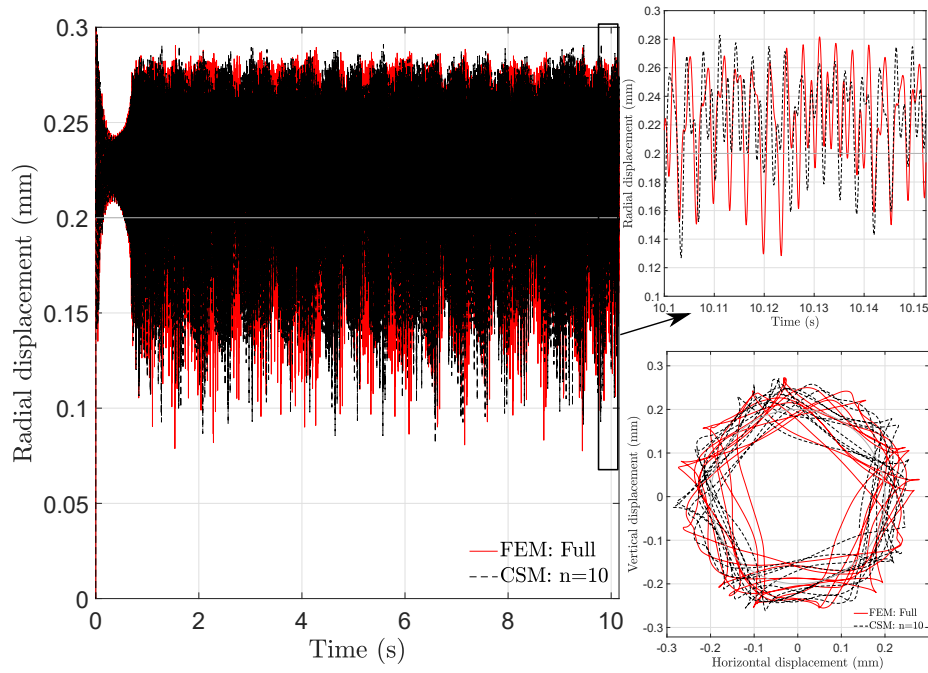 0.3
0.25
0.2
0.15
0.1
0.05
0
Radial displacement (mm)
0 2 4 6 8 10
Time (s)
FEM: Full
CSM: n=10
0.3
0.28
0.26
0.24
0.22
0.2
0.18
0.16
0.14
0.12
0.1
Radial displacement (mm)
10.11 10.12 10.13 10.14 10.15
Time (s)
0.3
0.2
0.1
0
-0.1
-0.2
-0.3
Vertical displacement (mm)
-0.3 -0.2 -0.1 0 0.1 0.2
Horizontal displacement (mm)
FEM: Full
CSM: n=10